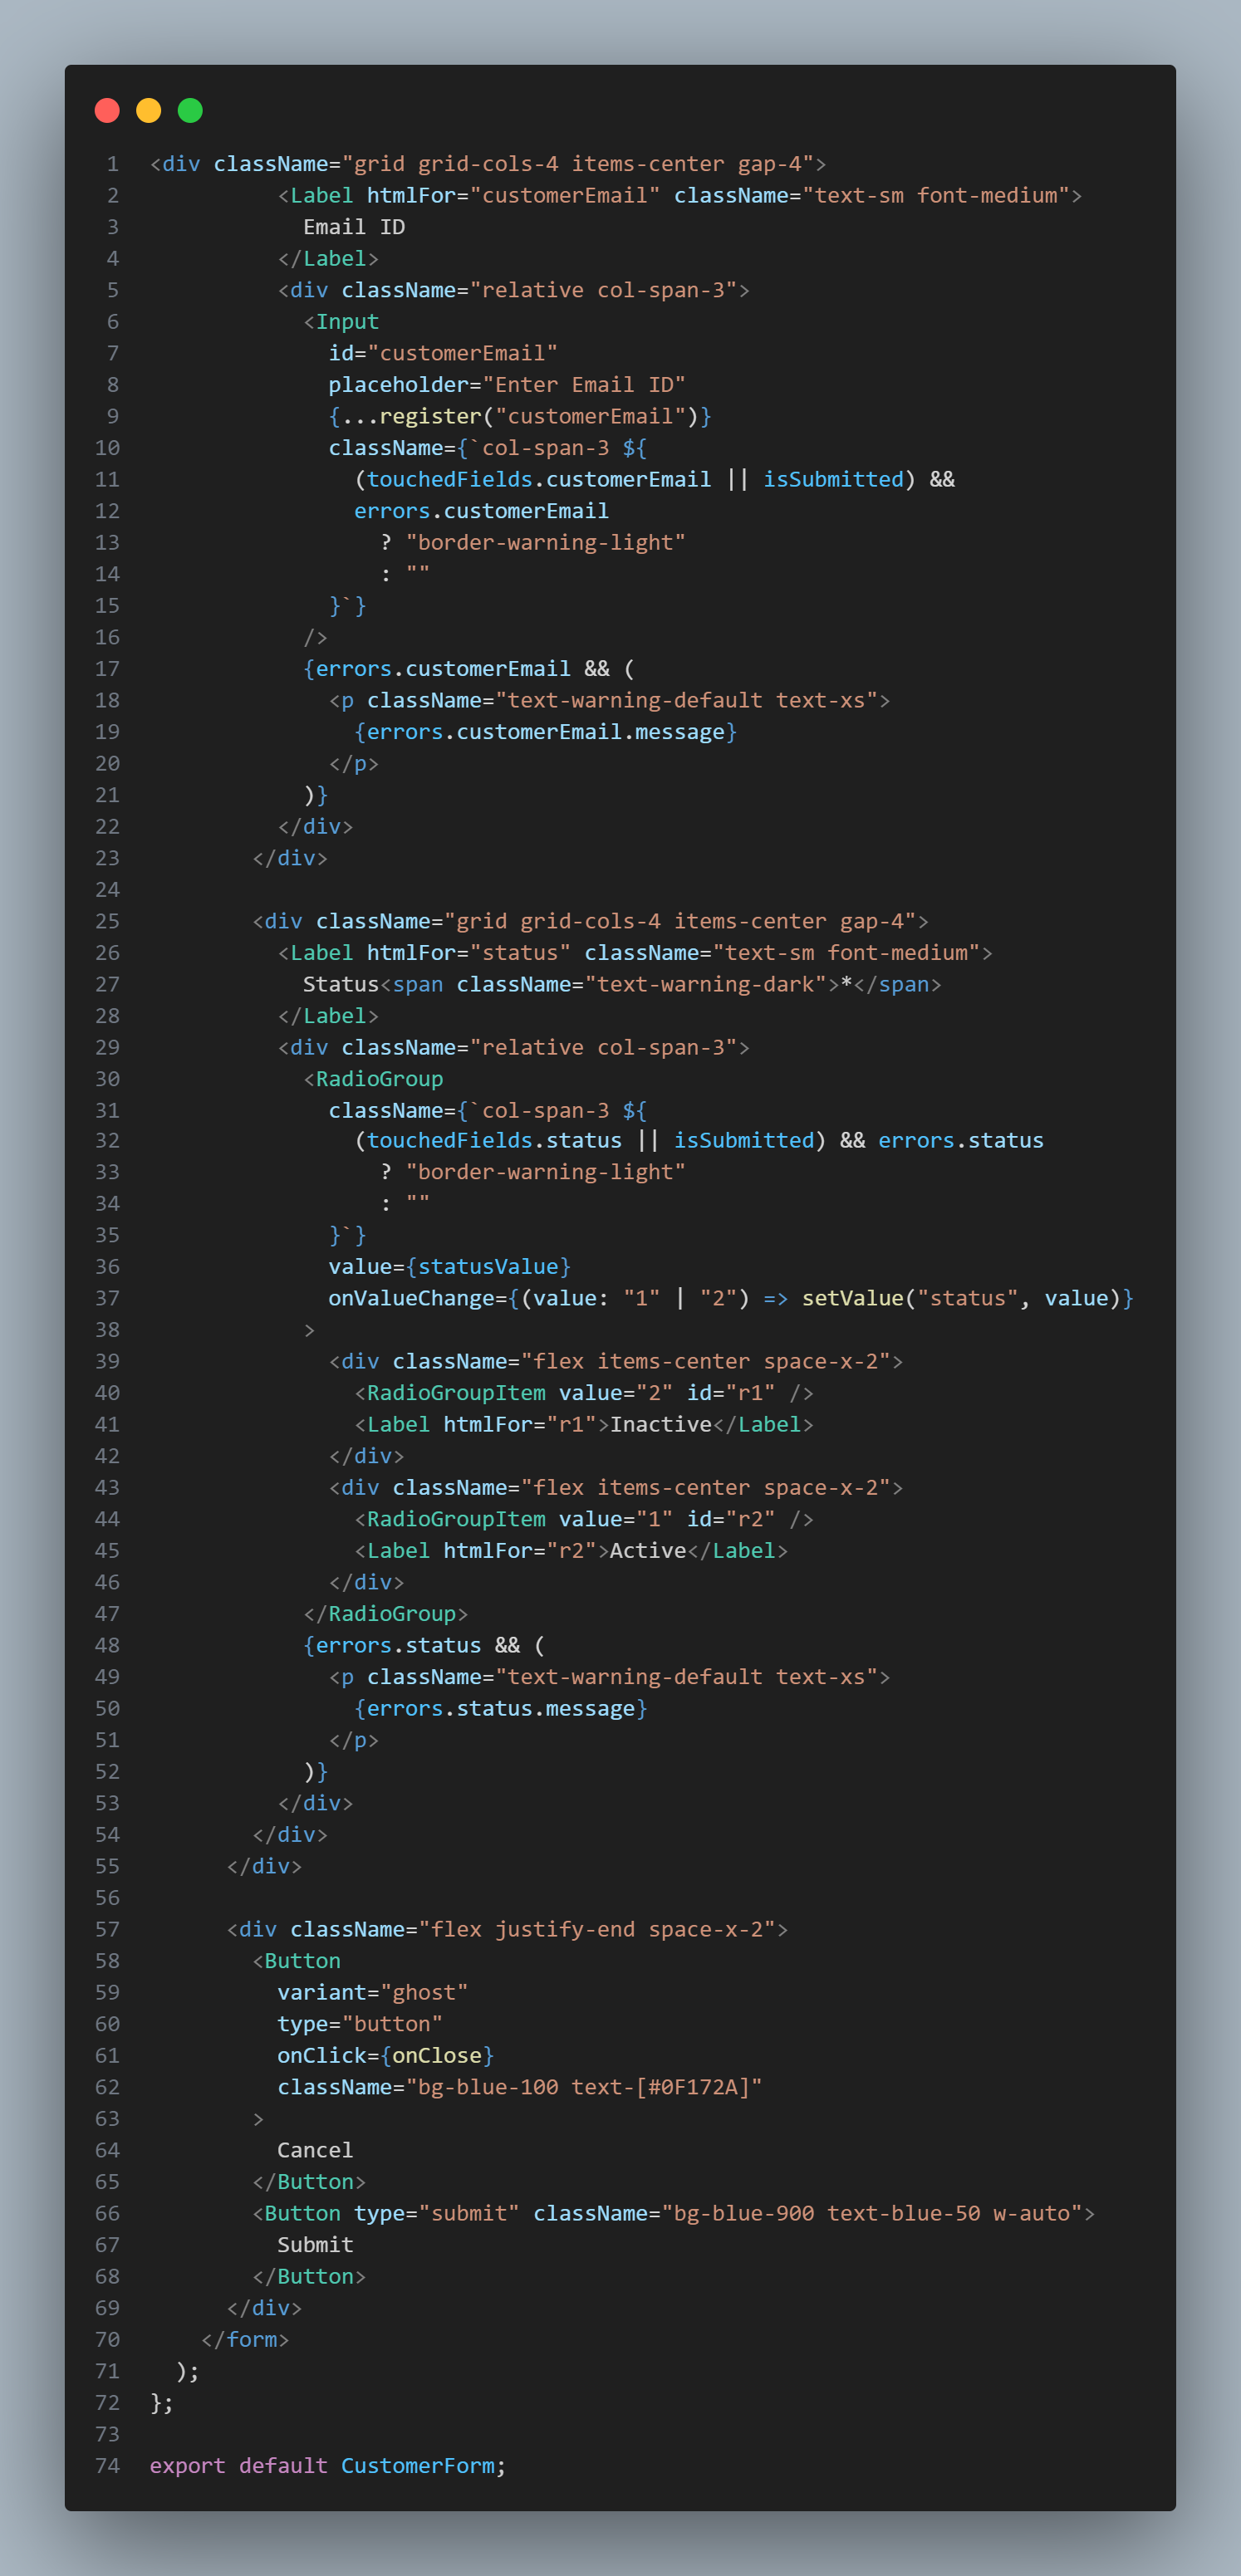 1 <div className="grid grid-cols-4 items-center gap-4">
2           <Label htmlFor="customerEmail" className="text-sm font-medium">
3             Email ID
4           </Label>
5           <div className="relative col-span-3">
6             <Input
7               id="customerEmail"
8               placeholder="Enter Email ID"
9               {...register("customerEmail")}
10               className={`col-span-3 ${
11                 (touchedFields.customerEmail || isSubmitted) &&
12                 errors.customerEmail
13                   ? "border-warning-light"
14                   : ""
15               }`}
16             />
17             {errors.customerEmail && (
18               <p className="text-warning-default text-xs">
19                 {errors.customerEmail.message}
20               </p>
21             )}
22           </div>
23         </div>
24
25         <div className="grid grid-cols-4 items-center gap-4">
26           <Label htmlFor="status" className="text-sm font-medium">
27             Status<span className="text-warning-dark">*</span>
28           </Label>
29           <div className="relative col-span-3">
30             <RadioGroup
31               className={`col-span-3 ${
32                 (touchedFields.status || isSubmitted) && errors.status
33                   ? "border-warning-light"
34                   : ""
35               }`}
36               value={statusValue}
37               onValueChange={(value: "1" | "2") => setValue("status", value)}
38             >
39               <div className="flex items-center space-x-2">
40                 <RadioGroupItem value="2" id="r1" />
41                 <Label htmlFor="r1">Inactive</Label>
42               </div>
43               <div className="flex items-center space-x-2">
44                 <RadioGroupItem value="1" id="r2" />
45                 <Label htmlFor="r2">Active</Label>
46               </div>
47             </RadioGroup>
48             {errors.status && (
49               <p className="text-warning-default text-xs">
50                 {errors.status.message}
51               </p>
52             )}
53           </div>
54         </div>
55       </div>
56
57       <div className="flex justify-end space-x-2">
58         <Button
59           variant="ghost"
60           type="button"
61           onClick={onClose}
62           className="bg-blue-100 text-[#0F172A]"
63         >
64           Cancel
65         </Button>
66         <Button type="submit" className="bg-blue-900 text-blue-50 w-auto">
67           Submit
68         </Button>
69       </div>
70     </form>
71   );
72 };
73
74 export default CustomerForm;